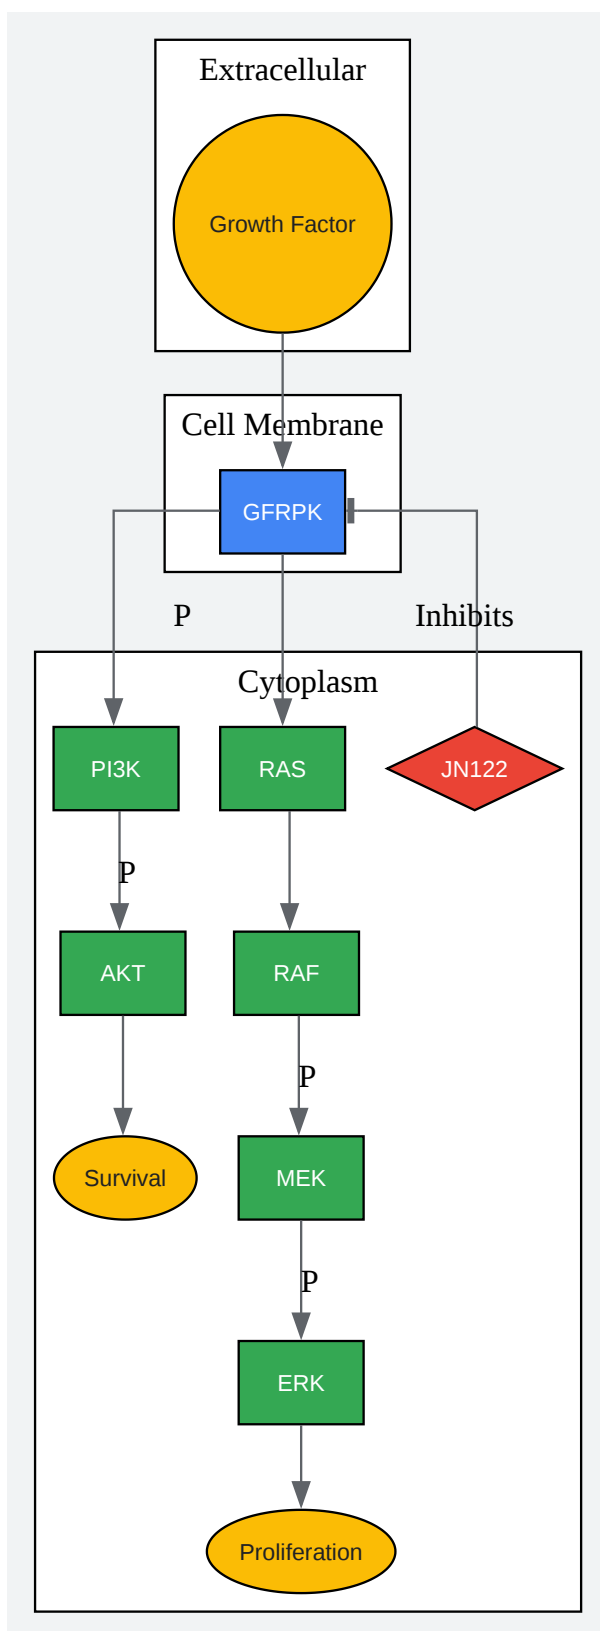 Extracellular
Growth Factor
Cell Membrane
GFRPK
P
Inhibits
Cytoplasm
PI3K
RAS
JN122
P
AKT
RAF
P
Survival
MEK
P
ERK
Proliferation